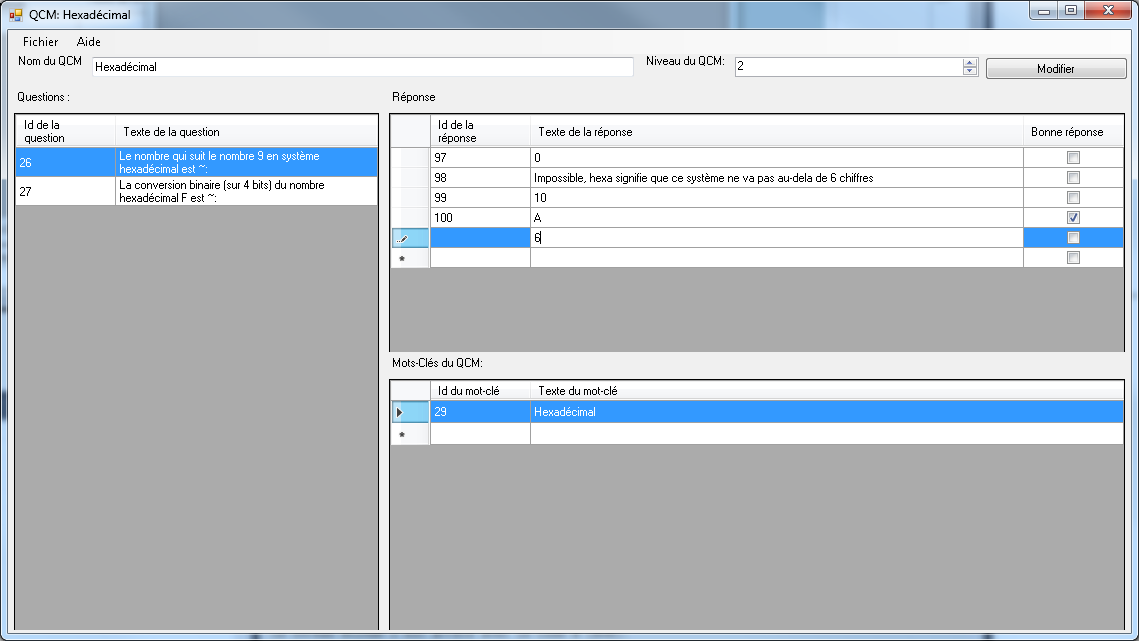 QCM: Hexadécimal
Fichier Aide
Nom du QCM Hexadécimal Niveau du QCM: 2 Modifier
Questions : Réponse
Id de la
question Texte de la question
26 Le nombre qui suit le nombre 9 en système
hexadécimal est ~:
27 La conversion binaire (sur 4 bits) du nombre
hexadécimal F est ~:
Id de la
réponse Texte de la réponse Bonne réponse
97 0
98 Impossible, hexa signifie que ce système ne va pas au-dela de 6 chiffres
99 10
100 A
6
Mots-Clés du QCM:
Id du mot-clé Texte du mot-clé
29 Hexadécimal